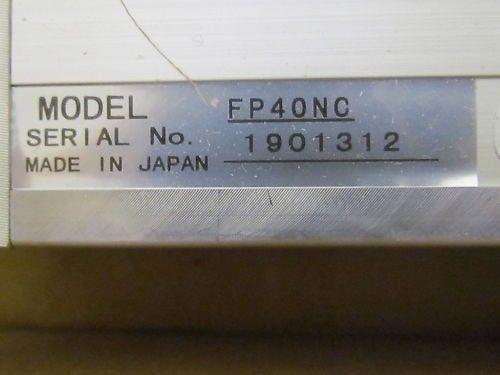 MODEL FP40NC
SERIAL No. 1901312
MADE IN JAPAN